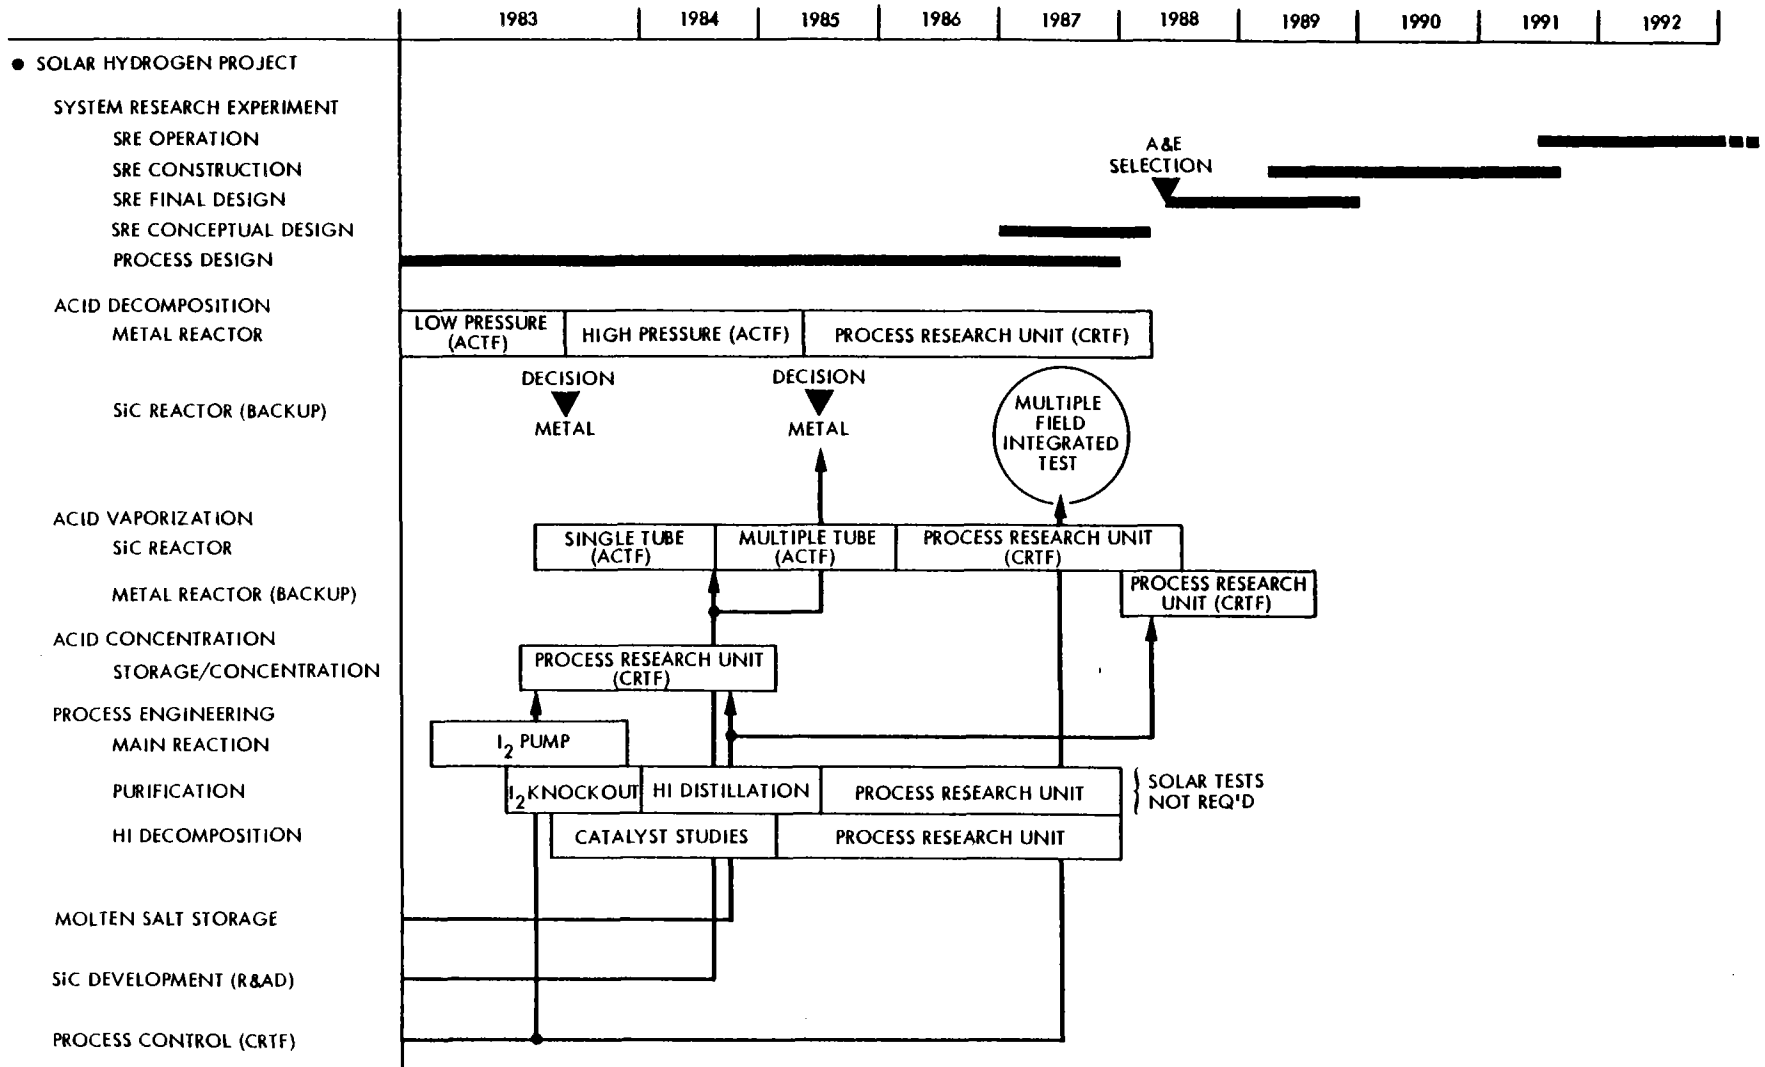 1983 1984 1985 1986 1987 1988 1989 1990 1991 1992
● SOLAR HYDROGEN PROJECT
SYSTEM RESEARCH EXPERIMENT
SRE OPERATION
SRE CONSTRUCTION
SRE FINAL DESIGN
SRE CONCEPTUAL DESIGN
PROCESS DESIGN
A&E
SELECTION
ACID DECOMPOSITION
METAL REACTOR
LOW PRESSURE
(ACTF)
HIGH PRESSURE (ACTF)
PROCESS RESEARCH UNIT (CRTF)
SiC REACTOR (BACKUP)
DECISION
METAL
DECISION
METAL
MULTIPLE
FIELD
INTEGRATED
TEST
ACID VAPORIZATION
SiC REACTOR
SINGLE TUBE
(ACTF)
MULTIPLE TUBE
(ACTF)
PROCESS RESEARCH UNIT
(CRTF)
METAL REACTOR (BACKUP)
PROCESS RESEARCH
UNIT (CRTF)
ACID CONCENTRATION
STORAGE/CONCENTRATION
PROCESS RESEARCH UNIT
(CRTF)
PROCESS ENGINEERING
MAIN REACTION
I2 PUMP
PURIFICATION
I2 KNOCKOUT
HI DISTILLATION
PROCESS RESEARCH UNIT
SOLAR TESTS
NOT REQ'D
HI DECOMPOSITION
CATALYST STUDIES
PROCESS RESEARCH UNIT
MOLTEN SALT STORAGE
SiC DEVELOPMENT (R&AD)
PROCESS CONTROL (CRTF)